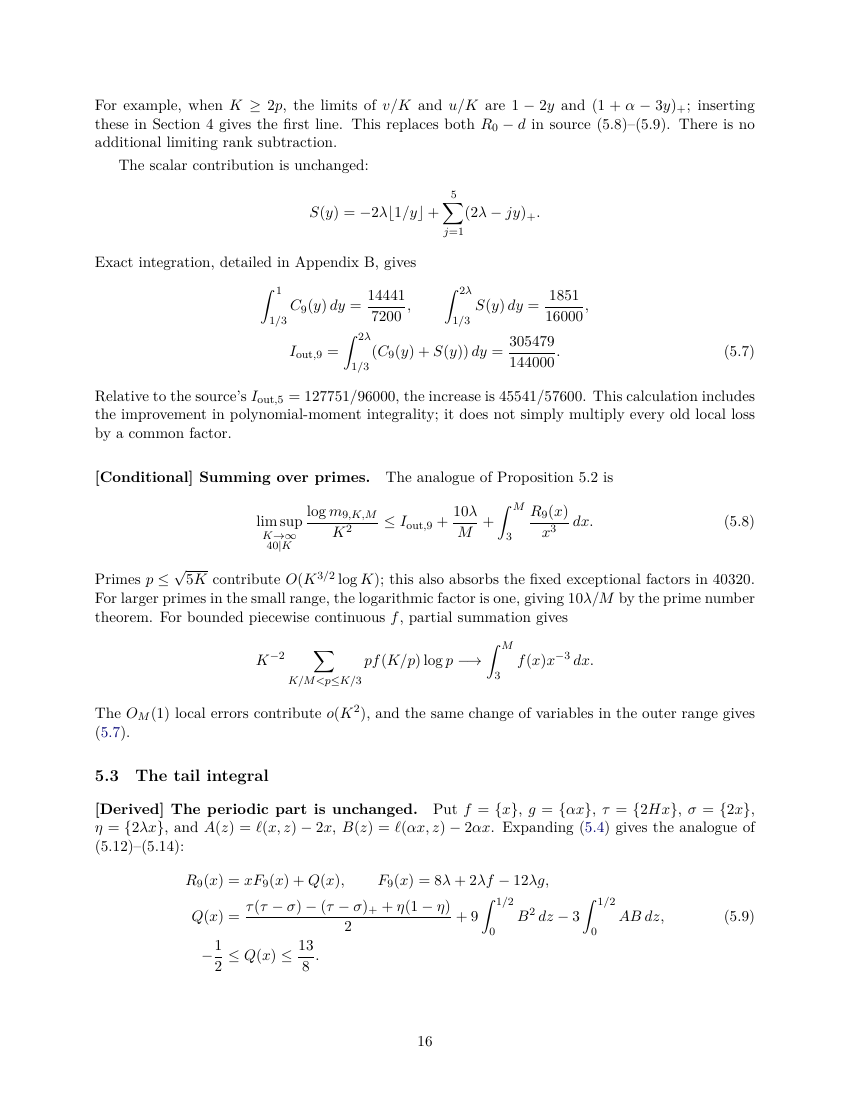 For example, when K ≥ 2p, the limits of v/K and u/K are 1 − 2y and (1 + α − 3y)₊; inserting
these in Section 4 gives the first line. This replaces both R₀ − d in source (5.8)–(5.9). There is no
additional limiting rank subtraction.
The scalar contribution is unchanged:
S(y) = −2λ⌊1/y⌋ + ∑_{j=1}^{5} (2λ − jy)₊.
Exact integration, detailed in Appendix B, gives
∫_{1/3}^{1} C₉(y) dy = 14441/7200, ∫_{1/3}^{2λ} S(y) dy = 1851/16000,
I_{out,9} = ∫_{1/3}^{2λ} (C₉(y) + S(y)) dy = 305479/144000. (5.7)
Relative to the source's I_{out,5} = 127751/96000, the increase is 45541/57600. This calculation includes
the improvement in polynomial-moment integrality; it does not simply multiply every old local loss
by a common factor.
[Conditional] Summing over primes. The analogue of Proposition 5.2 is
lim sup_{K→∞, 40|K} log m_{9,K,M}/K² ≤ I_{out,9} + 10λ/M + ∫_{3}^{M} R₉(x)/x³ dx. (5.8)
Primes p ≤ √5K contribute O(K^{3/2} log K); this also absorbs the fixed exceptional factors in 40320.
For larger primes in the small range, the logarithmic factor is one, giving 10λ/M by the prime number
theorem. For bounded piecewise continuous f, partial summation gives
K⁻² ∑_{K/M<p≤K/3} pf(K/p) log p ⟶ ∫_{3}^{M} f(x)x⁻³ dx.
The O_M(1) local errors contribute o(K²), and the same change of variables in the outer range gives
(5.7).
5.3 The tail integral
[Derived] The periodic part is unchanged. Put f = {x}, g = {αx}, τ = {2Hx}, σ = {2x},
η = {2λx}, and A(z) = ℓ(x, z) − 2x, B(z) = ℓ(αx, z) − 2αx. Expanding (5.4) gives the analogue of
(5.12)–(5.14):
R₉(x) = xF₉(x) + Q(x), F₉(x) = 8λ + 2λf − 12λg,
Q(x) = (τ(τ − σ) − (τ − σ)₊ + η(1 − η))/2 + 9 ∫_{0}^{1/2} B² dz − 3 ∫_{0}^{1/2} AB dz, (5.9)
−1/2 ≤ Q(x) ≤ 13/8.
16